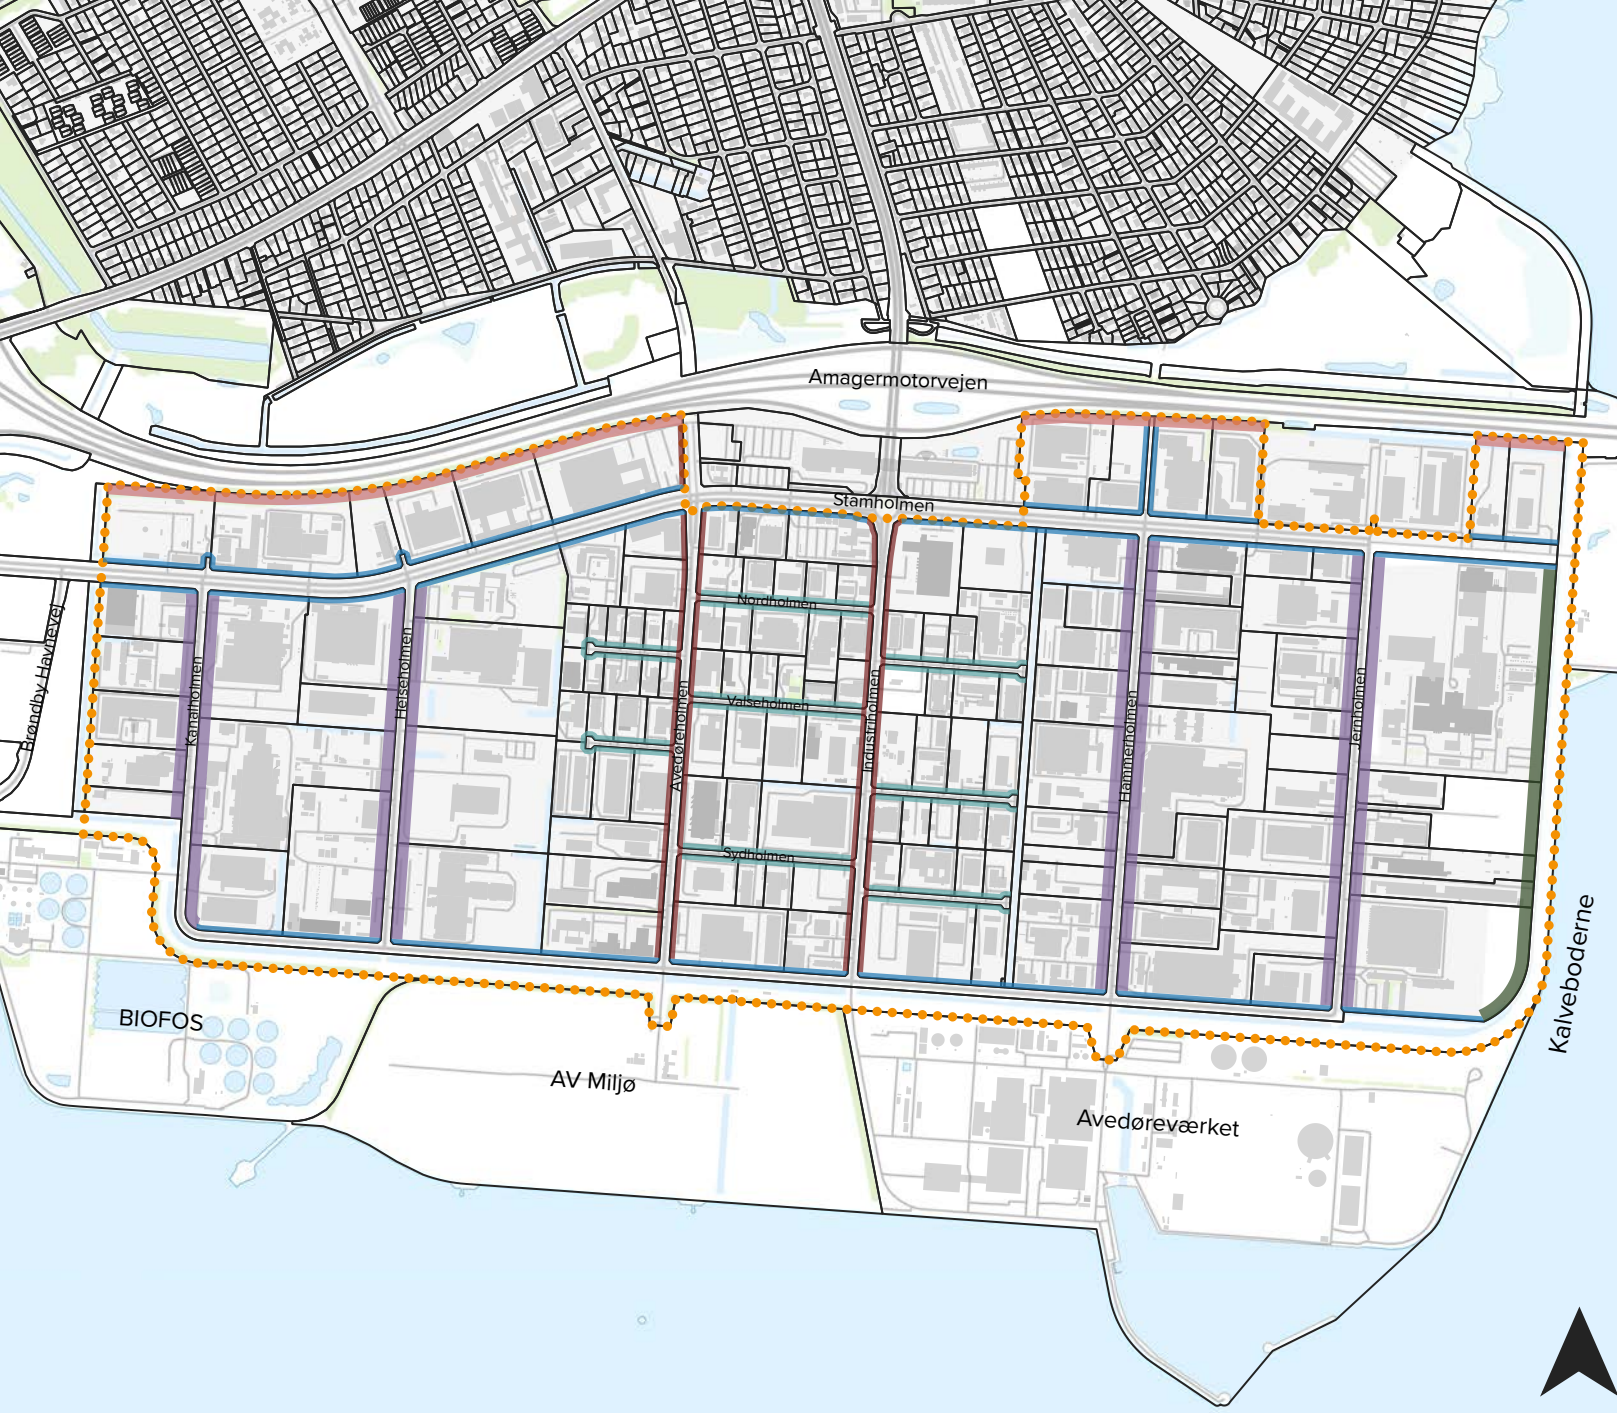 Amagermotorvejen
Stamholmen
Brøndby Havnevej
Kanalholmen
Helseholmen
Avedøreholmen
Nordholmen
Valseholmen
Sydholmen
Industriholmen
Hammerholmen
Jernholmen
Kalveboderne
BIOFOS
AV Miljø
Avedøreværket